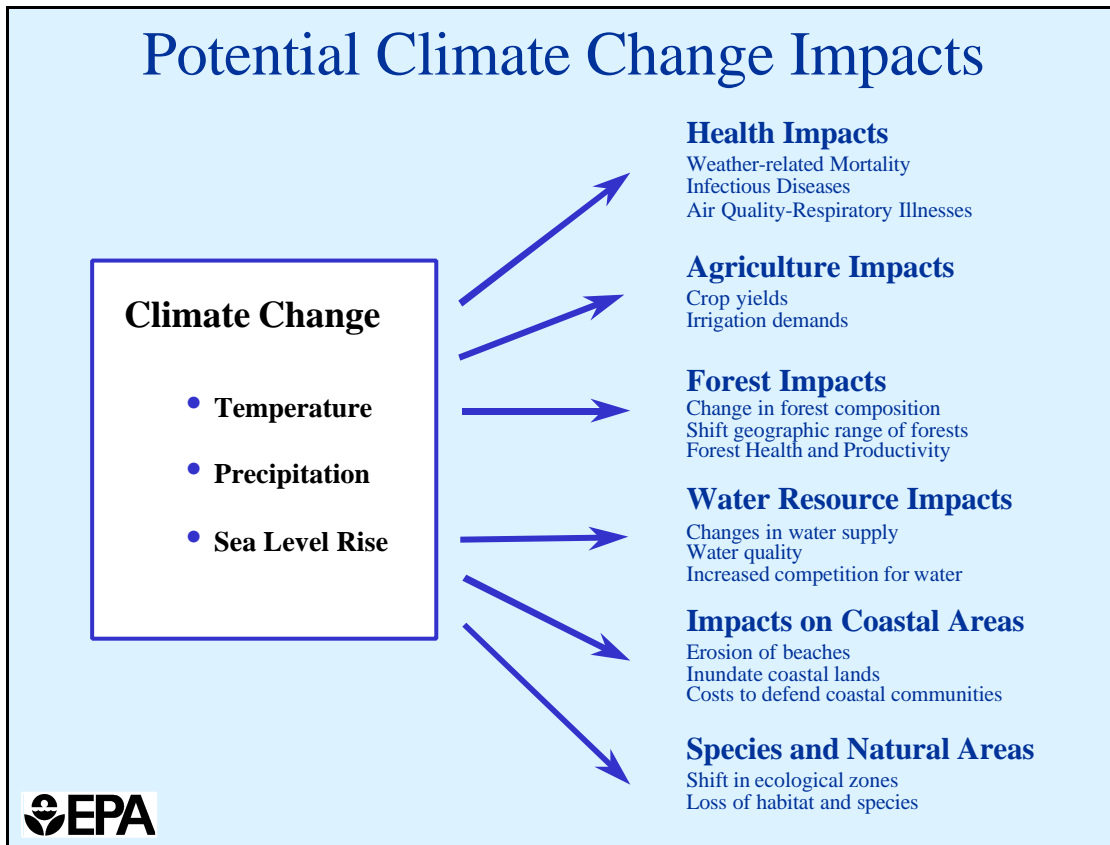 Potential Climate Change Impacts
Climate Change
• Temperature
• Precipitation
• Sea Level Rise
Health Impacts
Weather-related Mortality
Infectious Diseases
Air Quality-Respiratory Illnesses
Agriculture Impacts
Crop yields
Irrigation demands
Forest Impacts
Change in forest composition
Shift geographic range of forests
Forest Health and Productivity
Water Resource Impacts
Changes in water supply
Water quality
Increased competition for water
Impacts on Coastal Areas
Erosion of beaches
Inundate coastal lands
Costs to defend coastal communities
Species and Natural Areas
Shift in ecological zones
Loss of habitat and species
EPA